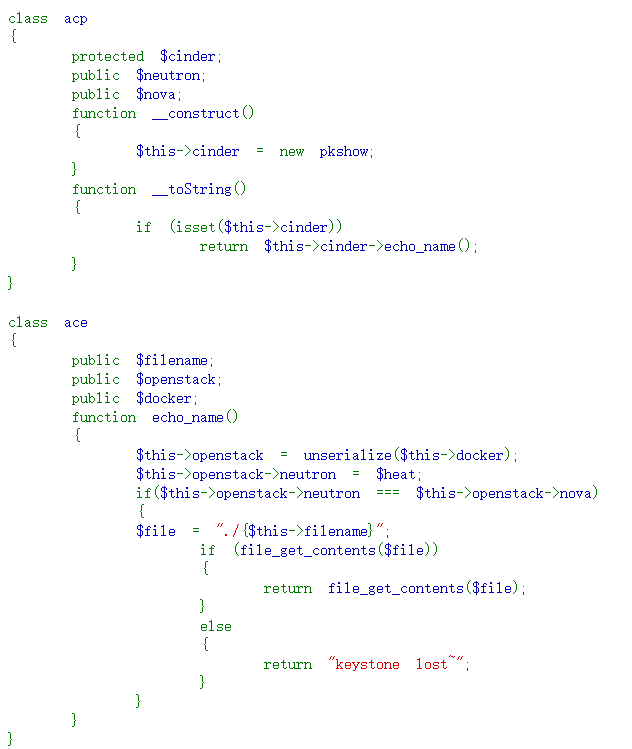 class acp
{
protected $cinder;
public $neutron;
public $nova;
function __construct()
{
$this->cinder = new pkshow;
}
function __toString()
{
if (isset($this->cinder))
return $this->cinder->echo_name();
}
}
class ace
{
public $filename;
public $openstack;
public $docker;
function echo_name()
{
$this->openstack = unserialize($this->docker);
$this->openstack->neutron = $heat;
if($this->openstack->neutron === $this->openstack->nova)
{
$file = "./{$this->filename}";
if (file_get_contents($file))
{
return file_get_contents($file);
}
else
{
return "keystone lost~";
}
}
}
}